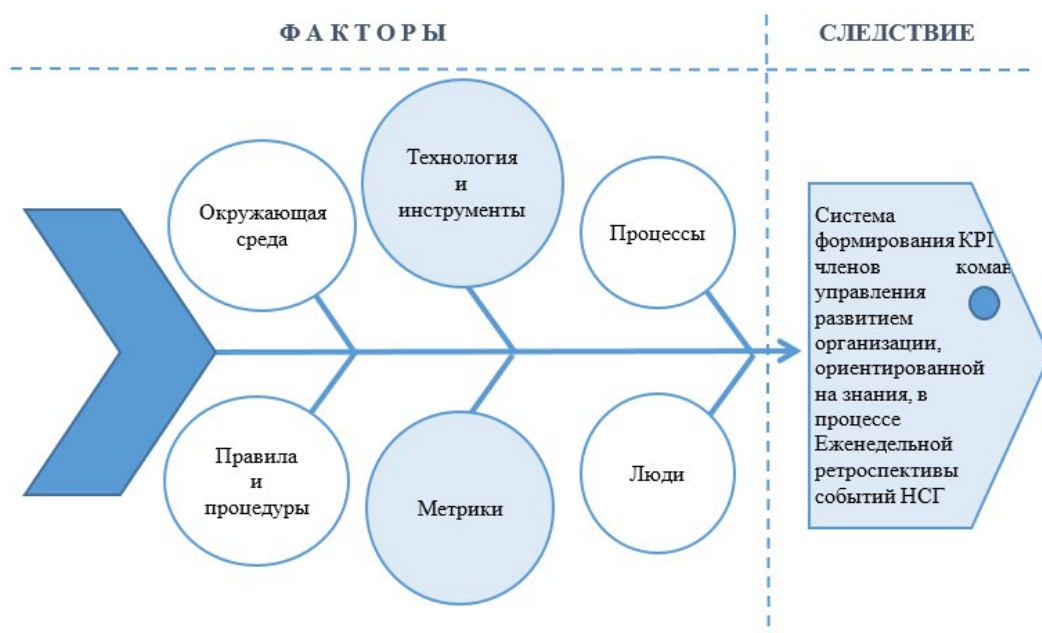 ФАКТОРЫ
СЛЕДСТВИЕ
Окружающая
среда
Технология
и
инструменты
Процессы
Правила
и
процедуры
Метрики
Люди
Система
формирования KPI
членов коман
управления
развитием
организации,
ориентированной
на знания, в
процессе
Еженедельной
ретроспективы
событий НСГ